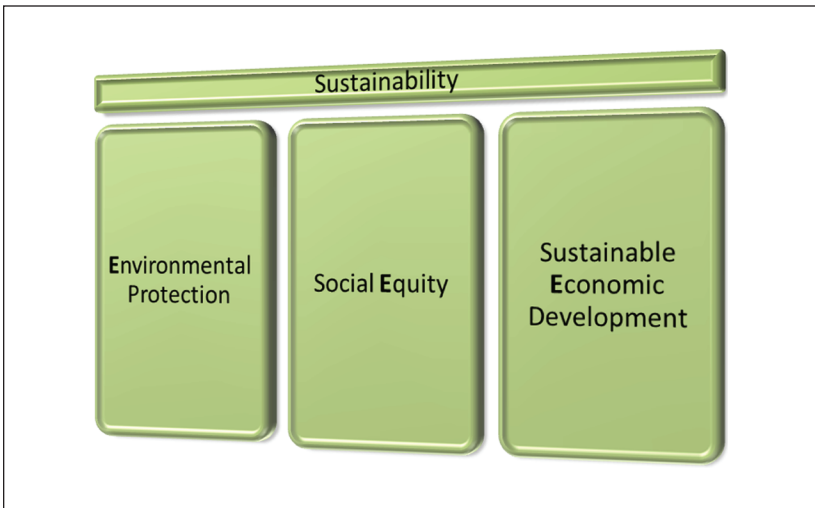 Sustainability
Environmental
Protection
Social Equity
Sustainable
Economic
Development